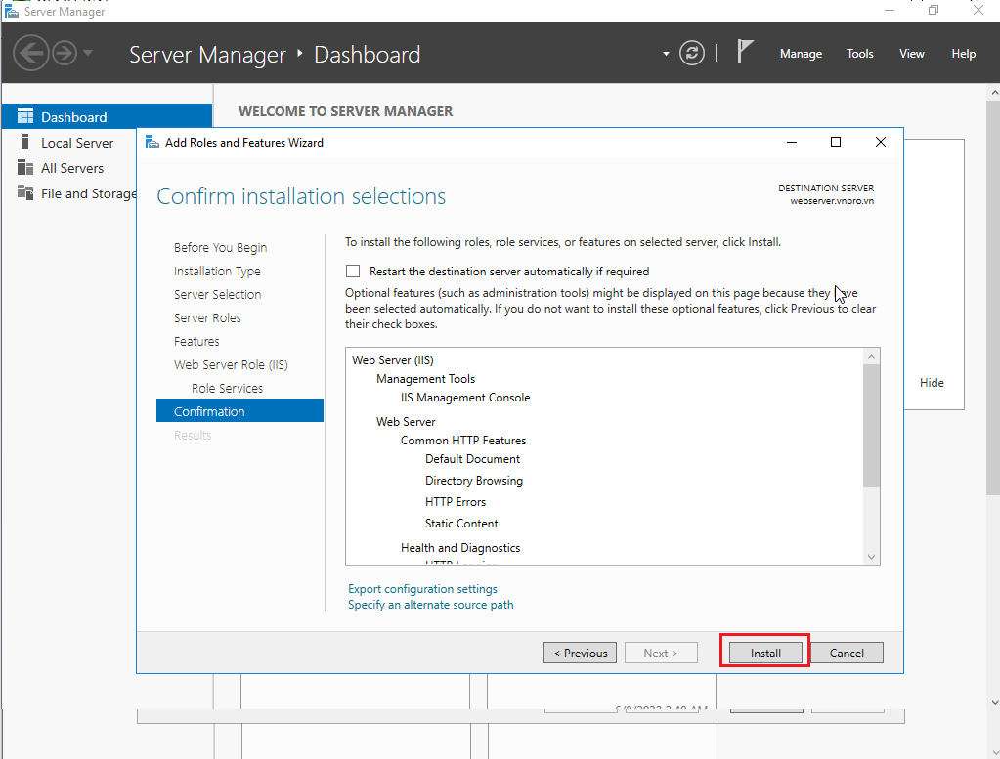 Server Manager
Server Manager ‣ Dashboard
Manage
Tools
View
Help
Dashboard
Local Server
All Servers
File and Storage
WELCOME TO SERVER MANAGER
Add Roles and Features Wizard
Confirm installation selections
DESTINATION SERVER
webserver.vnpro.vn
Before You Begin
Installation Type
Server Selection
Server Roles
Features
Web Server Role (IIS)
Role Services
Confirmation
Results
To install the following roles, role services, or features on selected server, click Install.
Restart the destination server automatically if required
Optional features (such as administration tools) might be displayed on this page because they have
been selected automatically. If you do not want to install these optional features, click Previous to clear
their check boxes.
Web Server (IIS)
Management Tools
IIS Management Console
Web Server
Common HTTP Features
Default Document
Directory Browsing
HTTP Errors
Static Content
Health and Diagnostics
Export configuration settings
Specify an alternate source path
< Previous
Next >
Install
Cancel
Hide